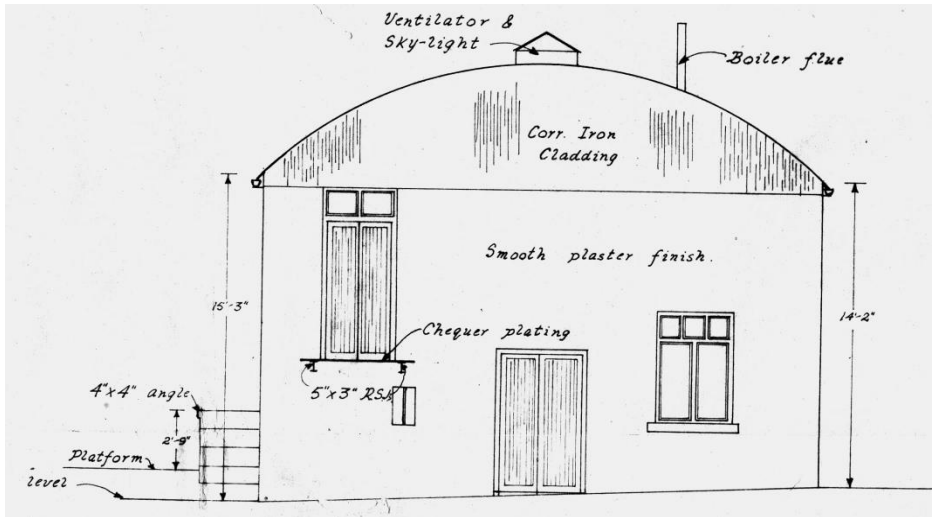 Ventilator &
Sky-light
Boiler flue
Corr. Iron
Cladding
Smooth plaster finish.
15'-3"
14'-2"
Chequer plating
5"x3" RSJs
4"x4" angle
2'-9"
Platform
level